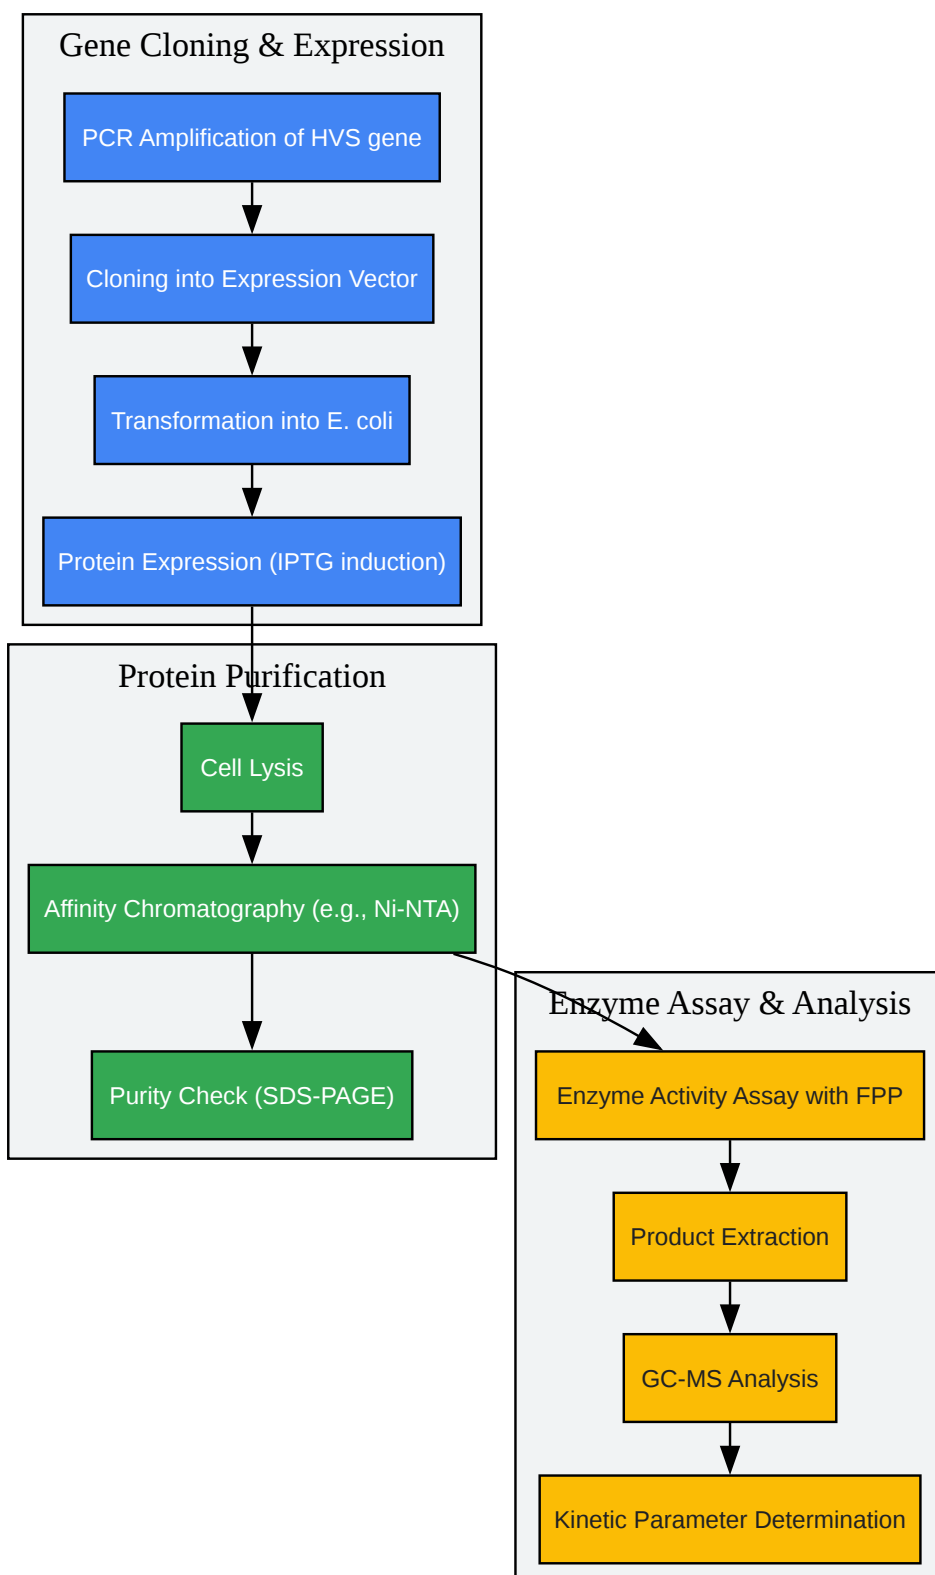 Gene Cloning & Expression
PCR Amplification of HVS gene
Cloning into Expression Vector
Transformation into E. coli
Protein Expression (IPTG induction)
Protein Purification
Cell Lysis
Affinity Chromatography (e.g., Ni-NTA)
Purity Check (SDS-PAGE)
Enzyme Assay & Analysis
Enzyme Activity Assay with FPP
Product Extraction
GC-MS Analysis
Kinetic Parameter Determination